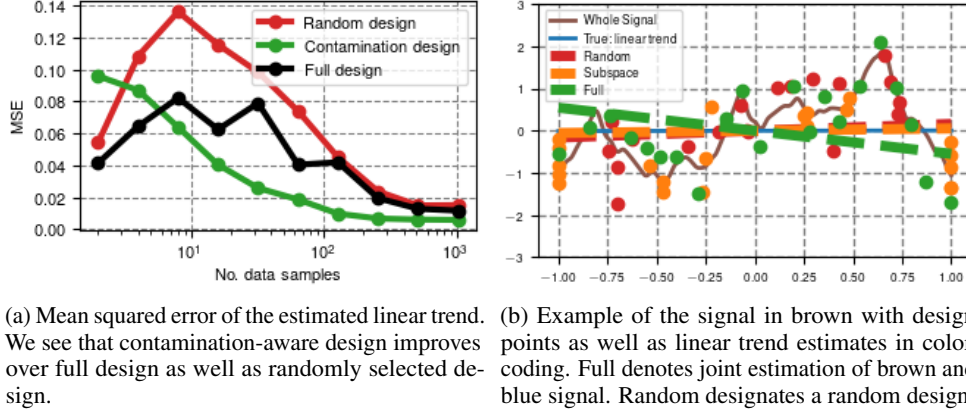 0.14
0.12
0.10
0.08
0.06
0.04
0.02
0.00
MSE
Random design
Contamination design
Full design
10¹ 10² 10³
No. data samples
3
2
1
0
−1
−2
−3
Whole Signal
True: linear trend
Random
Subspace
Full
−1.00 −0.75 −0.50 −0.25 0.00 0.25 0.50 0.75 1.00
(a) Mean squared error of the estimated linear trend.
We see that contamination-aware design improves
over full design as well as randomly selected de-
sign.
(b) Example of the signal in brown with design
points as well as linear trend estimates in color
coding. Full denotes joint estimation of brown and
blue signal. Random designates a random design